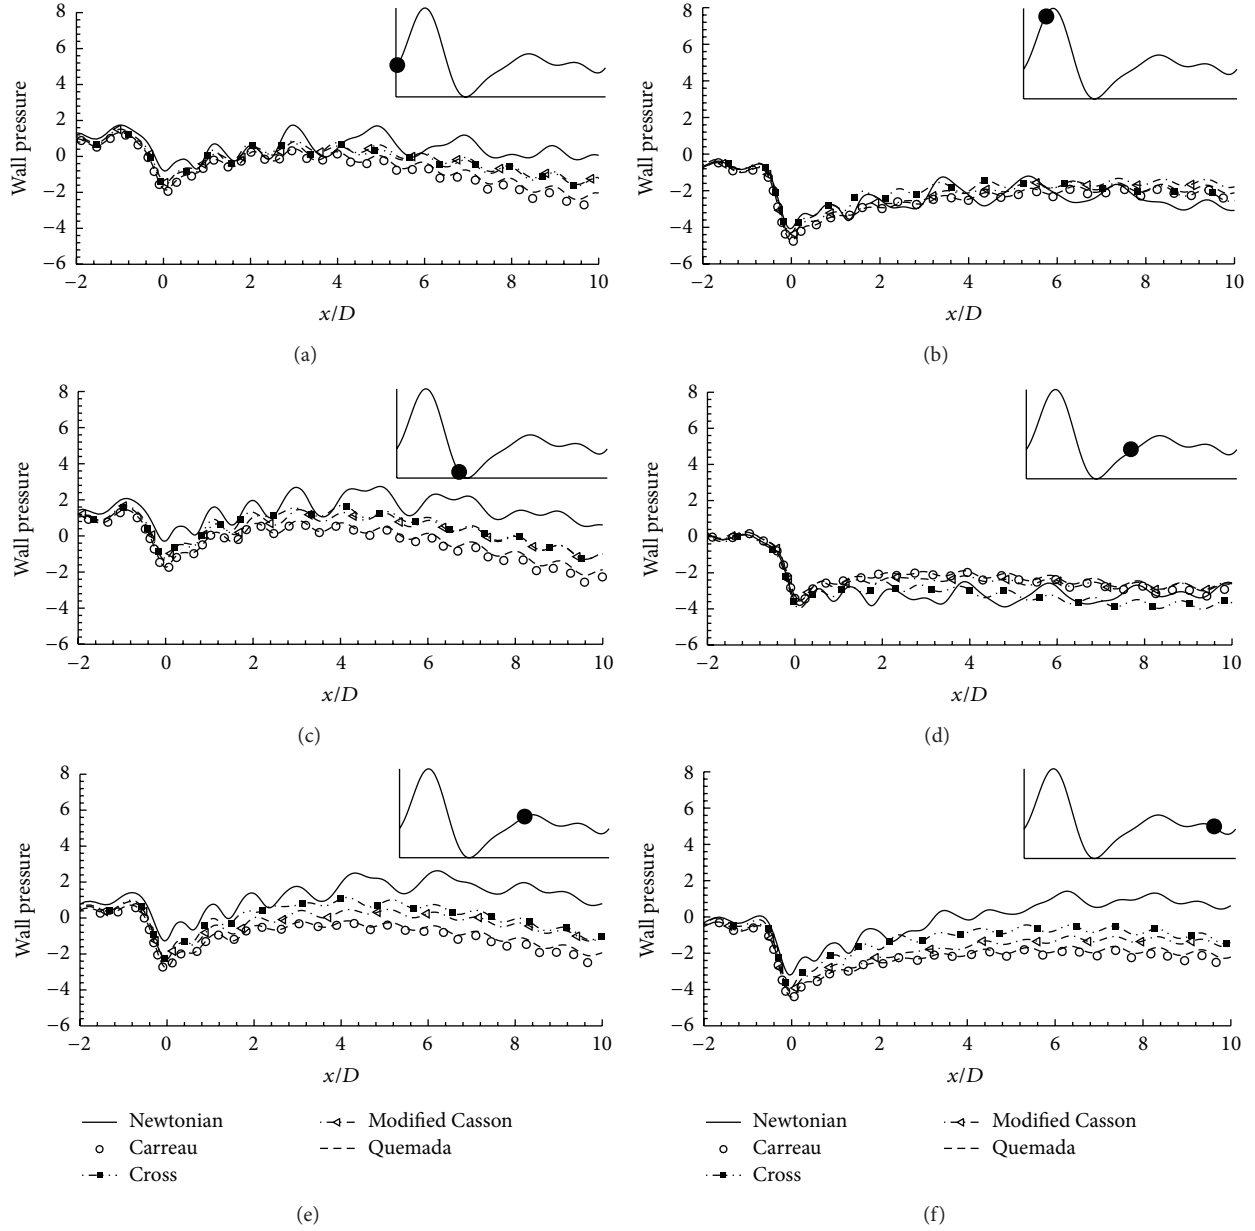 8
6
4
2
0
−2
−4
−6
Wall pressure
−2 0 2 4 6 8 10
x/D
(a)
8
6
4
2
0
−2
−4
−6
Wall pressure
−2 0 2 4 6 8 10
x/D
(b)
8
6
4
2
0
−2
−4
−6
Wall pressure
−2 0 2 4 6 8 10
x/D
(c)
8
6
4
2
0
−2
−4
−6
Wall pressure
−2 0 2 4 6 8 10
x/D
(d)
8
6
4
2
0
−2
−4
−6
Wall pressure
−2 0 2 4 6 8 10
x/D
Newtonian
Carreau
Cross
Modified Casson
Quemada
(e)
8
6
4
2
0
−2
−4
−6
Wall pressure
−2 0 2 4 6 8 10
x/D
Newtonian
Carreau
Cross
Modified Casson
Quemada
(f)